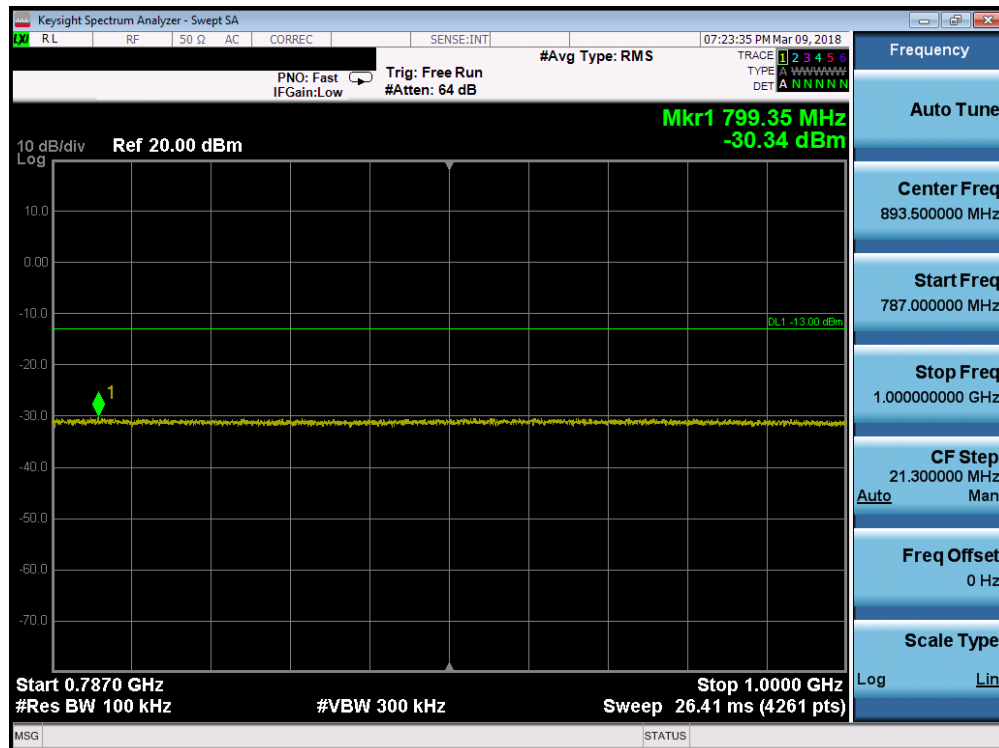 Keysight Spectrum Analyzer - Swept SA
LXI RL RF 50 Ω AC CORREC SENSE:INT 07:23:35 PM Mar 09, 2018
#Avg Type: RMS
TRACE 1 2 3 4 5 6
TYPE A WWWWW
DET A N N N N N
PNO: Fast
IFGain:Low
Trig: Free Run
#Atten: 64 dB
Mkr1 799.35 MHz
-30.34 dBm
10 dB/div Ref 20.00 dBm
Log
10.0
0.00
-10.0
DL1 -13.00 dBm
-20.0
1
-30.0
-40.0
-50.0
-60.0
-70.0
Start 0.7870 GHz Stop 1.0000 GHz
#Res BW 100 kHz #VBW 300 kHz Sweep 26.41 ms (4261 pts)
MSG STATUS
Frequency
Auto Tune
Center Freq
893.500000 MHz
Start Freq
787.000000 MHz
Stop Freq
1.000000000 GHz
CF Step
21.300000 MHz
Auto Man
Freq Offset
0 Hz
Scale Type
Log Lin